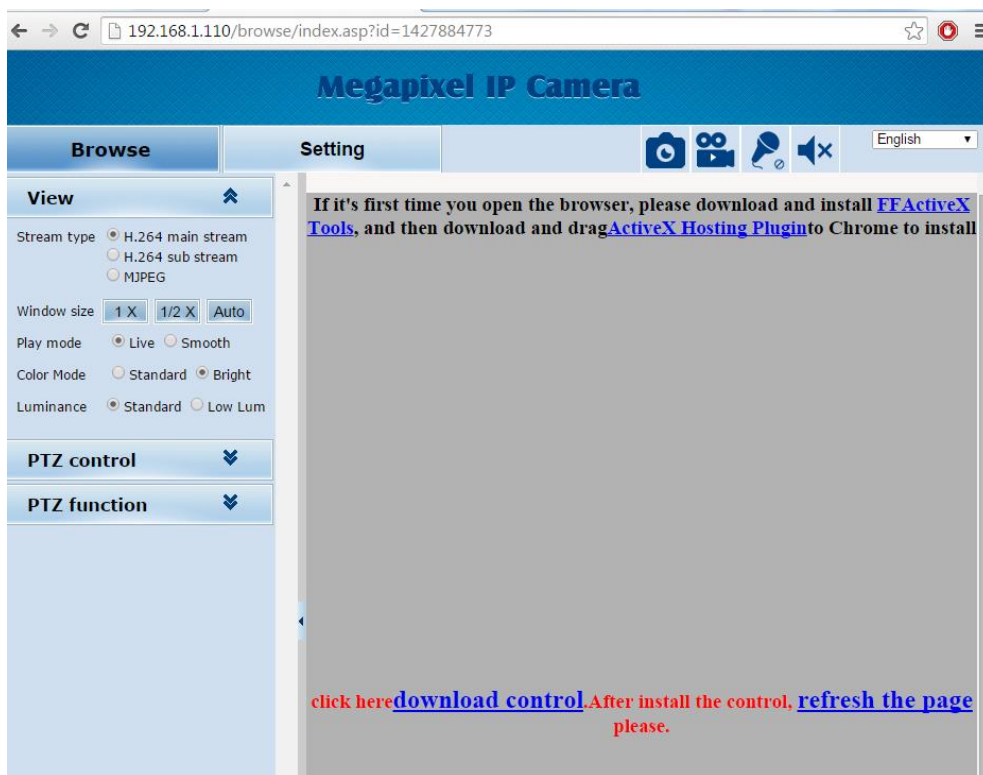 192.168.1.110/browse/index.asp?id=1427884773
Megapixel IP Camera
Browse
Setting
English
View
Stream type
H.264 main stream
H.264 sub stream
MJPEG
Window size 1 X 1/2 X Auto
Play mode Live Smooth
Color Mode Standard Bright
Luminance Standard Low Lum
PTZ control
PTZ function
If it's first time you open the browser, please download and install FFActiveX
Tools, and then download and dragActiveX Hosting Pluginto Chrome to install
click heredownload control.After install the control, refresh the page
please.